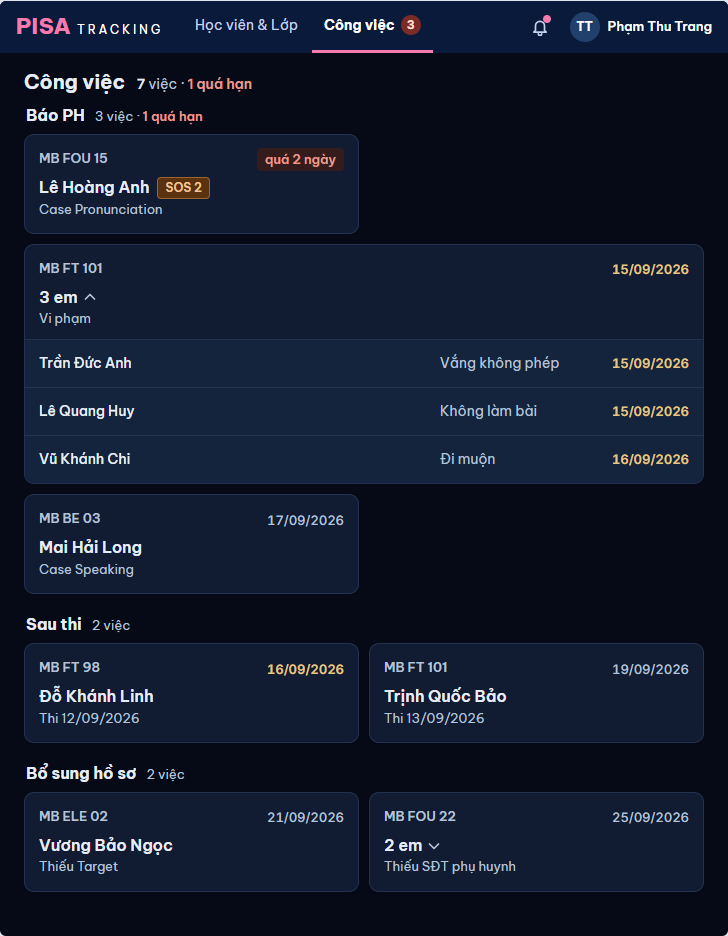 PISA TRACKING Học viên & Lớp Công việc 3 TT Phạm Thu Trang
Công việc 7 việc · 1 quá hạn
Báo PH 3 việc · 1 quá hạn
MB FOU 15 quá 2 ngày
Lê Hoàng Anh SOS 2
Case Pronunciation
MB FT 101 15/09/2026
3 em
Vi phạm
Trần Đức Anh Vắng không phép 15/09/2026
Lê Quang Huy Không làm bài 15/09/2026
Vũ Khánh Chi Đi muộn 16/09/2026
MB BE 03 17/09/2026
Mai Hải Long
Case Speaking
Sau thi 2 việc
MB FT 98 16/09/2026
Đỗ Khánh Linh
Thi 12/09/2026
MB FT 101 19/09/2026
Trịnh Quốc Bảo
Thi 13/09/2026
Bổ sung hồ sơ 2 việc
MB ELE 02 21/09/2026
Vương Bảo Ngọc
Thiếu Target
MB FOU 22 25/09/2026
2 em
Thiếu SĐT phụ huynh